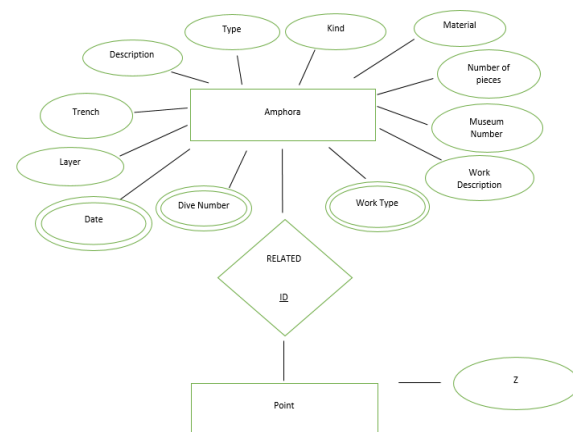 Material
Type
Kind
Description
Number of
pieces
Trench
Amphora
Museum
Number
Layer
Work
Description
Date
Dive Number
Work Type
RELATED
ID
Point
Z